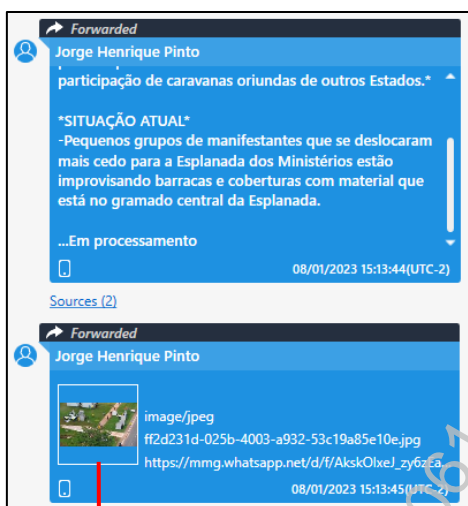 Forwarded
Jorge Henrique Pinto
participação de caravanas oriundas de outros Estados.*
*SITUAÇÃO ATUAL*
-Pequenos grupos de manifestantes que se deslocaram
mais cedo para a Esplanada dos Ministérios estão
improvisando barracas e coberturas com material que
está no gramado central da Esplanada.
...Em processamento
08/01/2023 15:13:44(UTC-2)
Sources (2)
Forwarded
Jorge Henrique Pinto
image/jpeg
ff2d231d-025b-4003-a932-53c19a85e10e.jpg
08/01/2023 15:13:45(UTC-2)